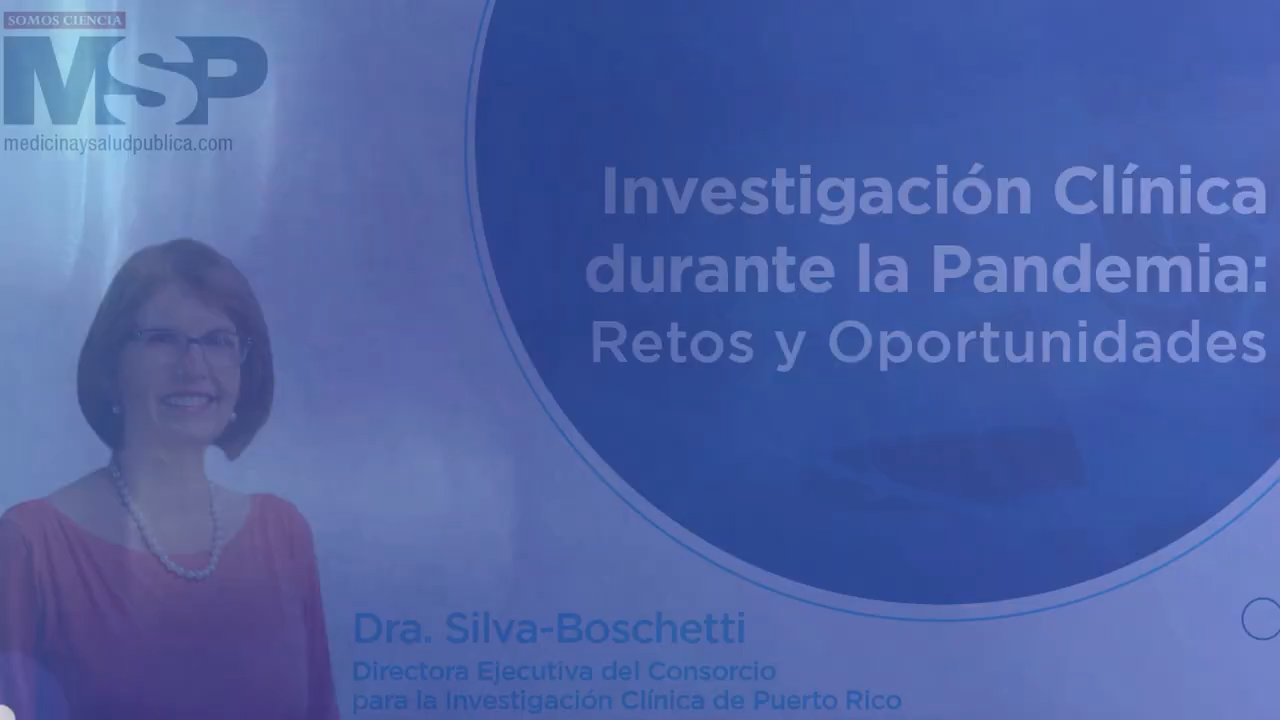 SOMOS CIENCIA
MSP
medicinaysaludpublica.com
Investigación Clínica
durante la Pandemia:
Retos y Oportunidades
Dra. Silva-Boschetti
Directora Ejecutiva del Consorcio
para la Investigación Clínica de Puerto Rico